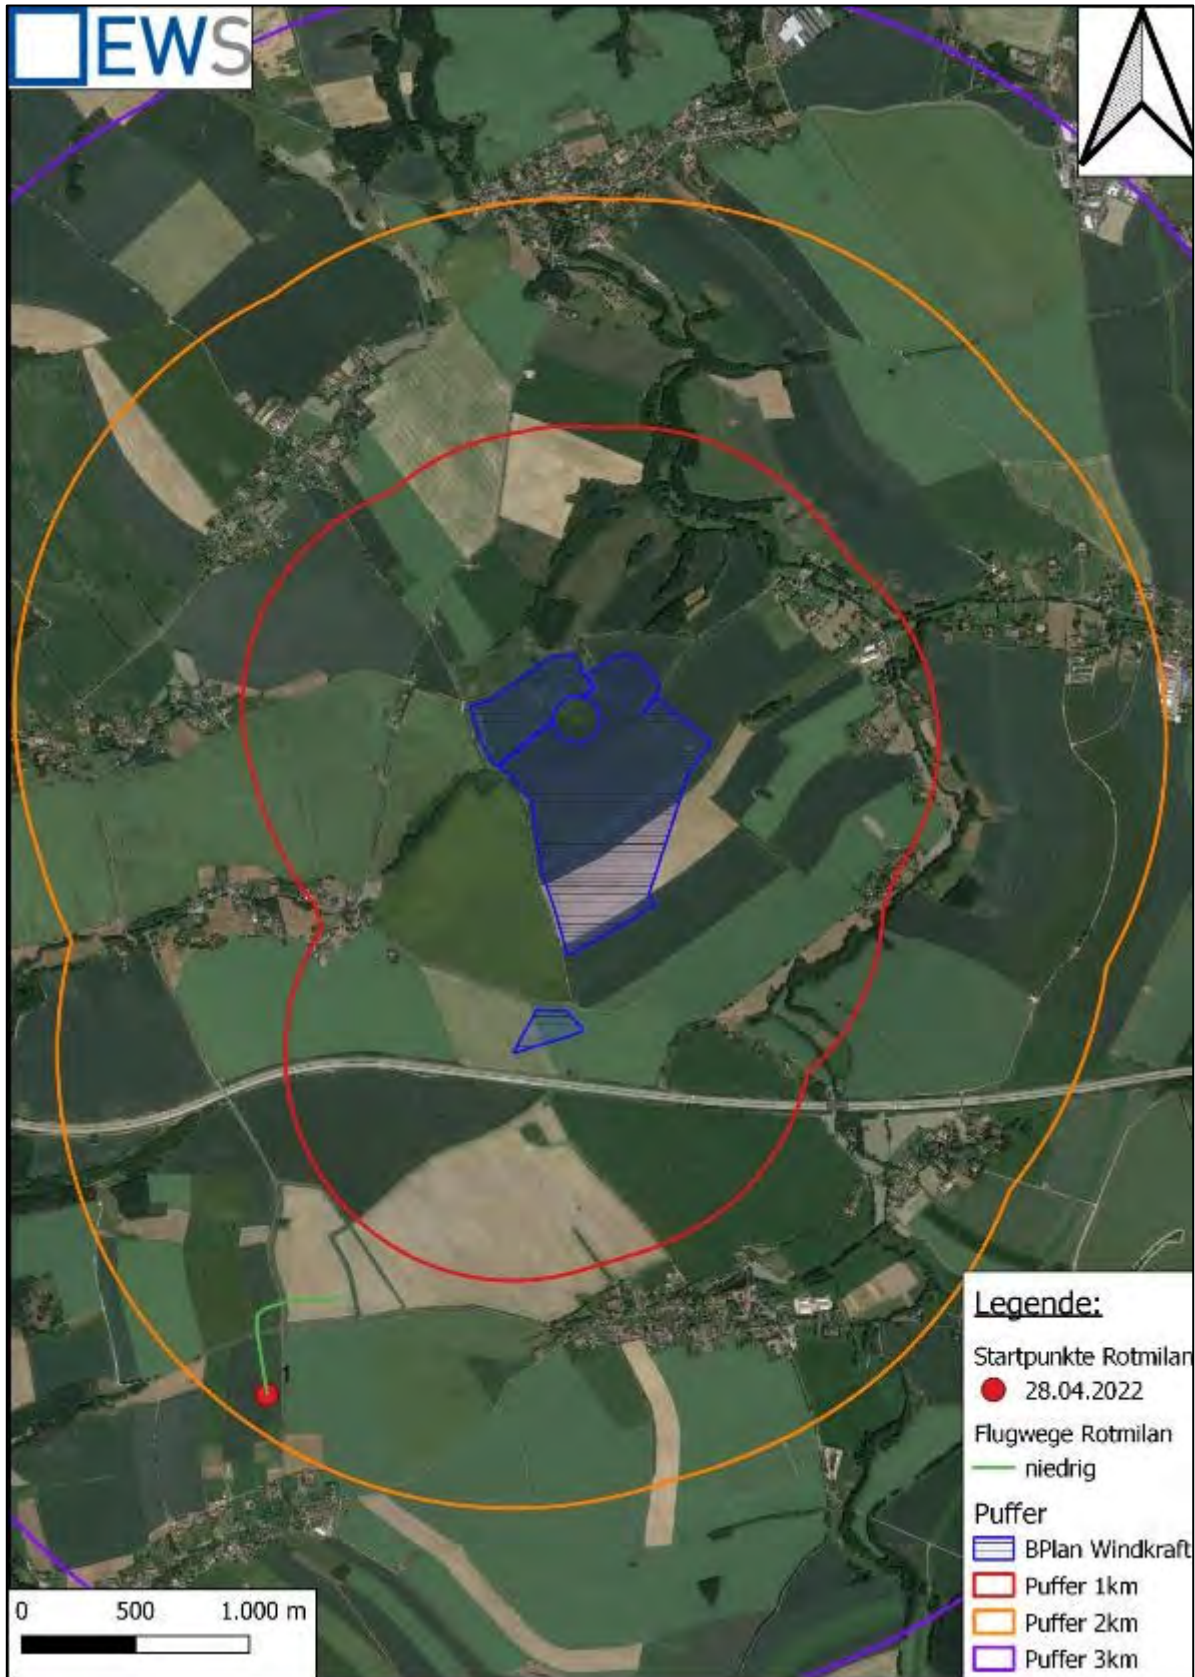 EWS
1
Legende:
Startpunkte Rotmilan
28.04.2022
Flugwege Rotmilan
niedrig
Puffer
BPlan Windkraft
Puffer 1km
Puffer 2km
Puffer 3km
0 500 1.000 m